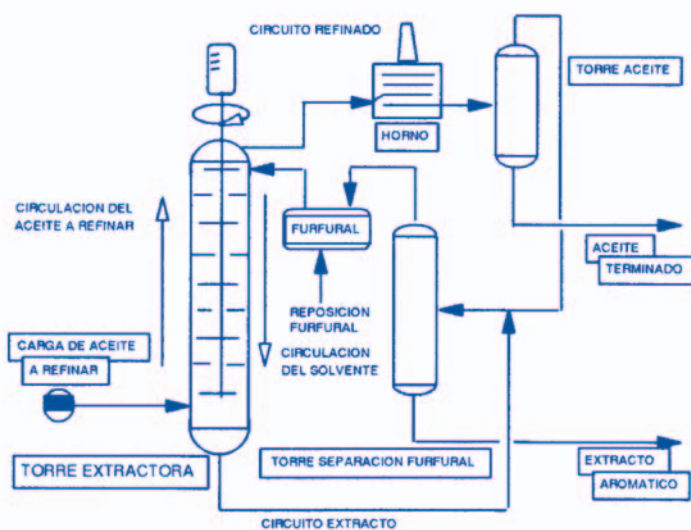 CIRCUITO REFINADO
TORRE ACEITE
HORNO
CIRCULACION DEL
ACEITE A REFINAR
FURFURAL
ACEITE
TERMINADO
REPOSICION
FURFURAL
CARGA DE ACEITE
A REFINAR
CIRCULACION
DEL SOLVENTE
TORRE EXTRACTORA
TORRE SEPARACION FURFURAL
EXTRACTO
AROMATICO
CIRCUITO EXTRACTO